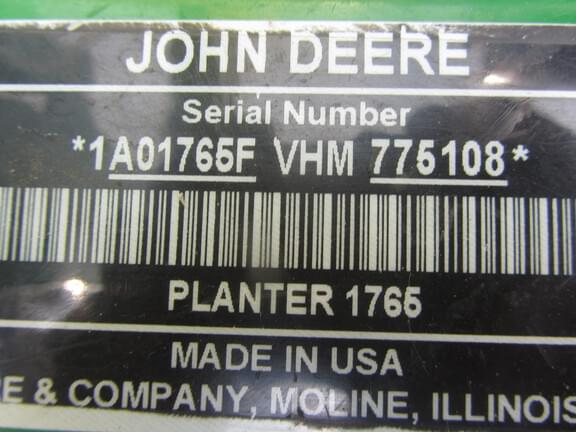 JOHN DEERE
Serial Number
*1A01765F VHM 775108*
PLANTER 1765
MADE IN USA
& COMPANY, MOLINE, ILLINOIS